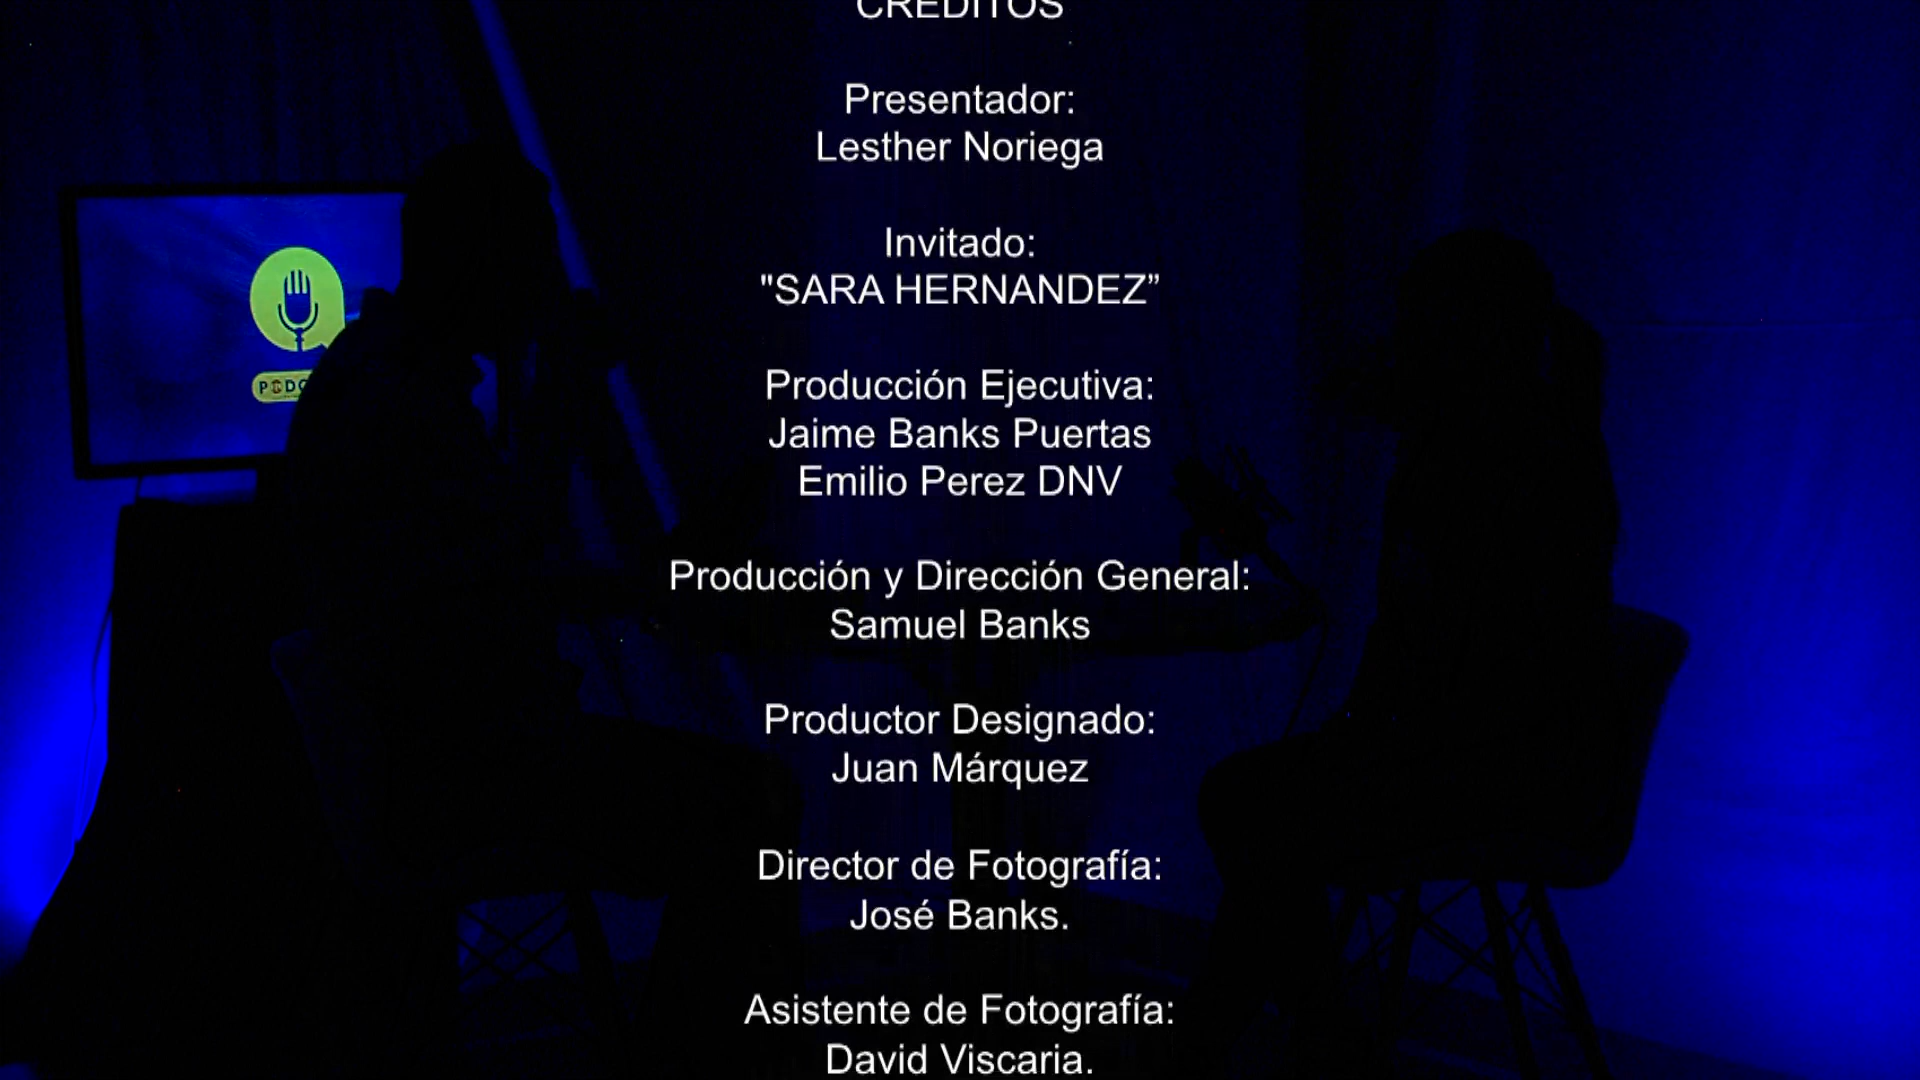 CREDITOS
Presentador:
Lesther Noriega
Invitado:
"SARA HERNANDEZ”
Producción Ejecutiva:
Jaime Banks Puertas
Emilio Perez DNV
Producción y Dirección General:
Samuel Banks
Productor Designado:
Juan Márquez
Director de Fotografía:
José Banks.
Asistente de Fotografía:
David Viscaria.